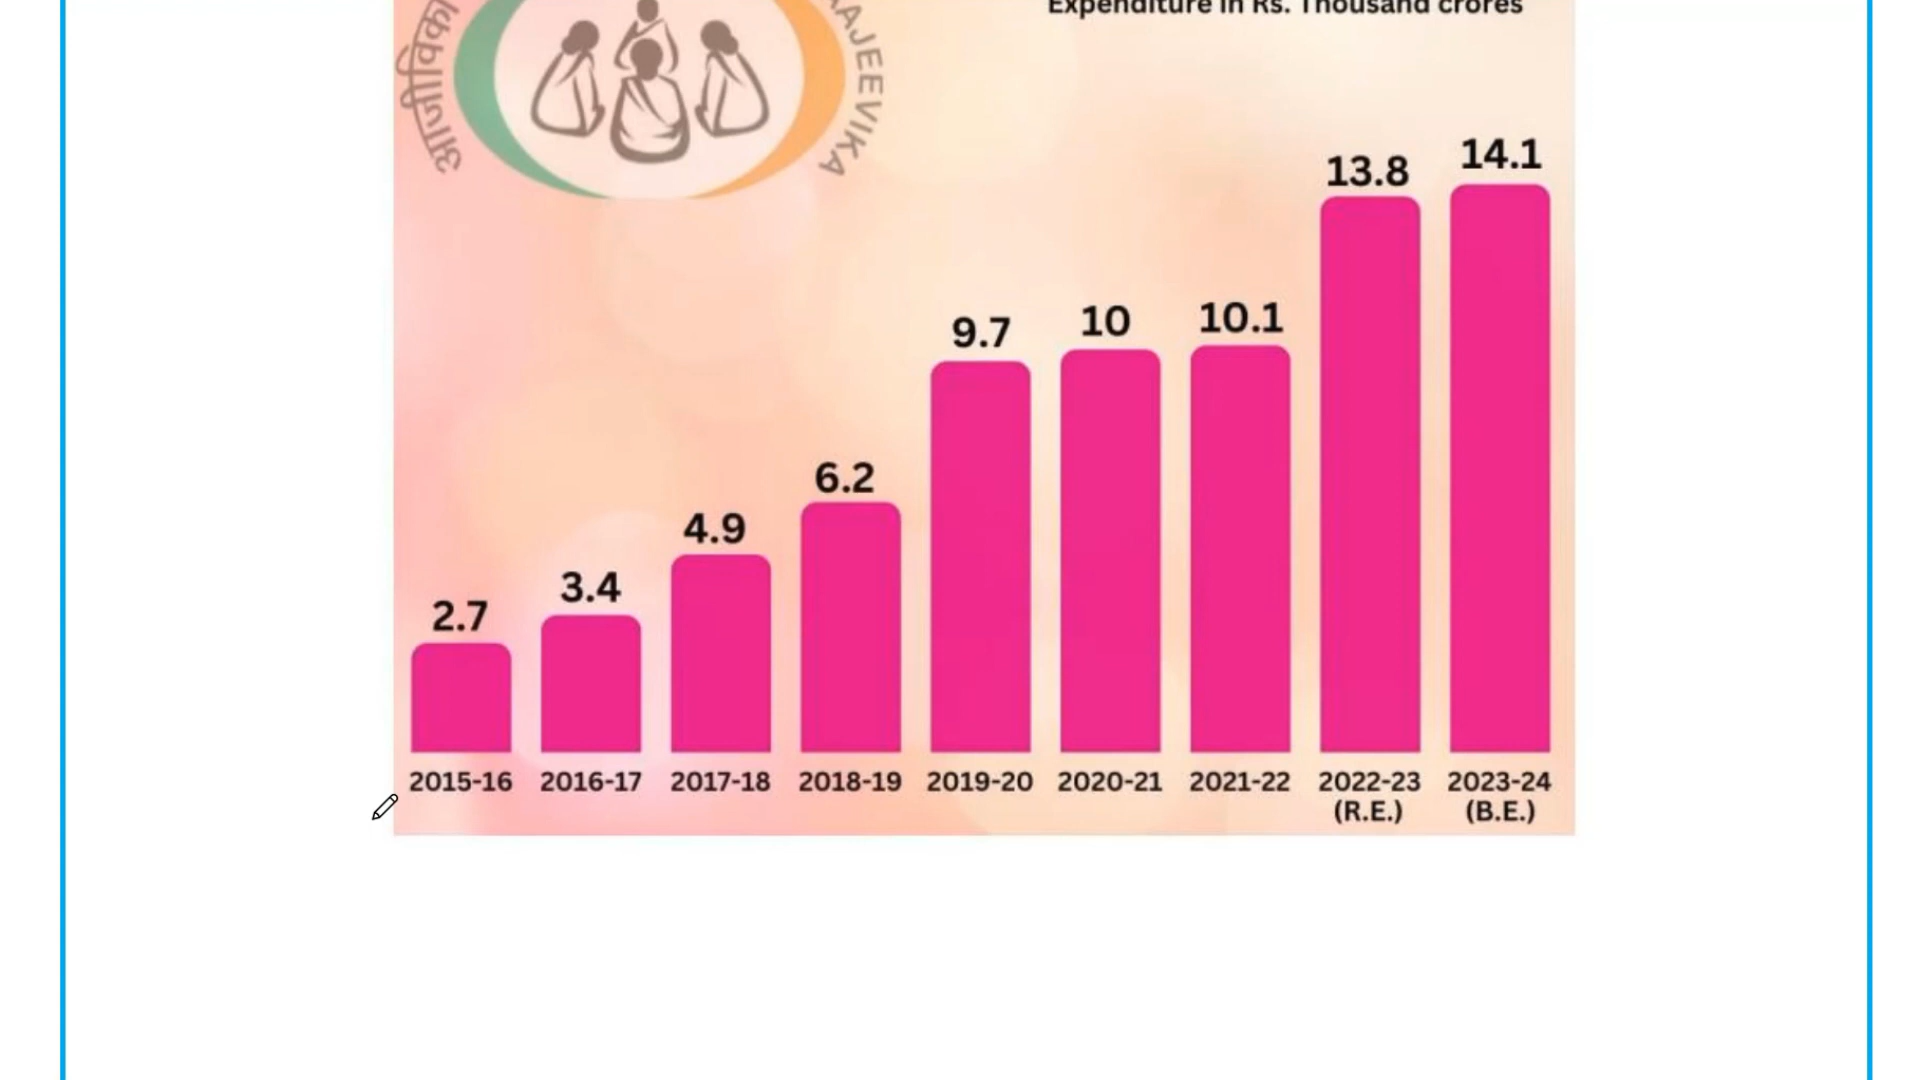 Expenditure in Rs. Thousand crores
आजीविका
AAJEEVIKA
14.1
13.8
10.1
10
9.7
6.2
4.9
3.4
2.7
2015-16 2016-17 2017-18 2018-19 2019-20 2020-21 2021-22 2022-23 2023-24
(R.E.) (B.E.)